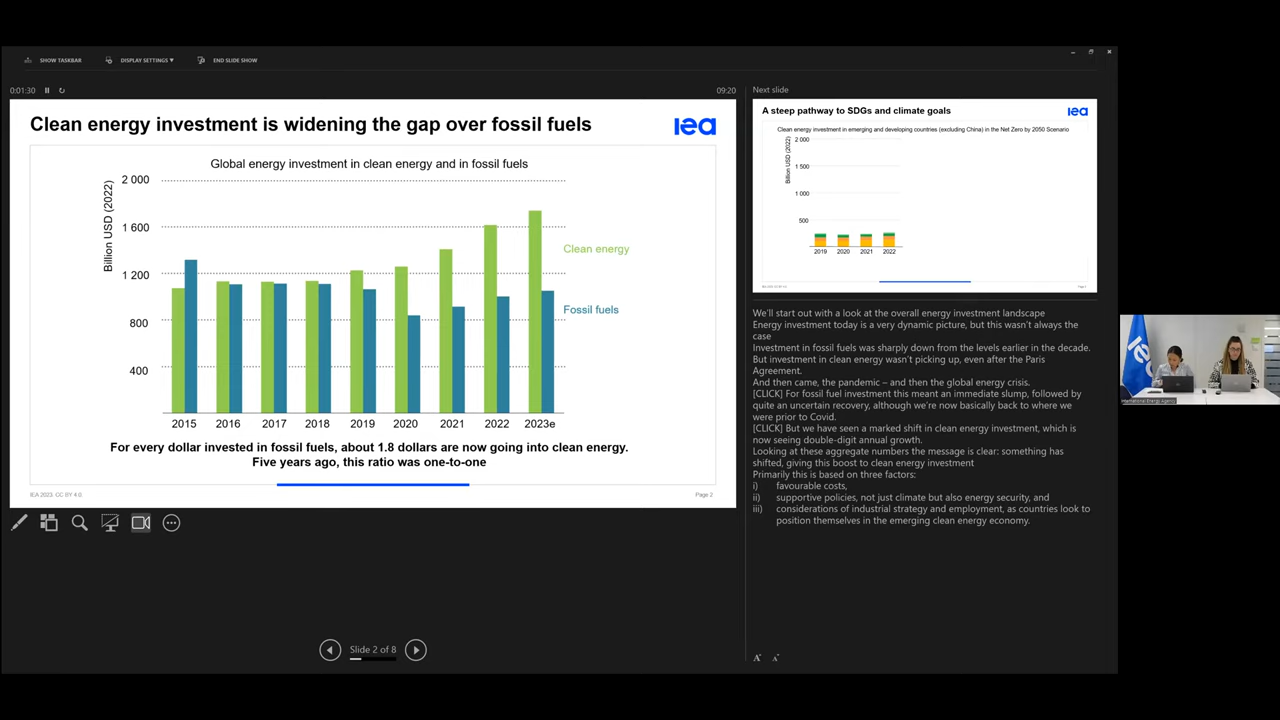 SHOW TASKBAR
DISPLAY SETTINGS ▾
END SLIDE SHOW
0:01:30
09:20
Clean energy investment is widening the gap over fossil fuels
iea
Global energy investment in clean energy and in fossil fuels
Billion USD (2022)
2 000
1 600
1 200
800
400
Clean energy
Fossil fuels
2015 2016 2017 2018 2019 2020 2021 2022 2023e
For every dollar invested in fossil fuels, about 1.8 dollars are now going into clean energy.
Five years ago, this ratio was one-to-one
IEA 2023. CC BY 4.0.
Page 2
Slide 2 of 8
Next slide
A steep pathway to SDGs and climate goals
iea
Clean energy investment in emerging and developing countries (excluding China) in the Net Zero by 2050 Scenario
Billion USD (2022)
2 000
1 500
1 000
500
2019 2020 2021 2022
IEA 2023. CC BY 4.0.
Page 3
We'll start out with a look at the overall energy investment landscape
Energy investment today is a very dynamic picture, but this wasn't always the
case
Investment in fossil fuels was sharply down from the levels earlier in the decade.
But investment in clean energy wasn't picking up, even after the Paris
Agreement.
And then came, the pandemic – and then the global energy crisis.
[CLICK] For fossil fuel investment this meant an immediate slump, followed by
quite an uncertain recovery, although we're now basically back to where we
were prior to Covid.
[CLICK] But we have seen a marked shift in clean energy investment, which is
now seeing double-digit annual growth.
Looking at these aggregate numbers the message is clear: something has
shifted, giving this boost to clean energy investment
Primarily this is based on three factors:
i) favourable costs,
ii) supportive policies, not just climate but also energy security, and
iii) considerations of industrial strategy and employment, as countries look to
position themselves in the emerging clean energy economy.
A A
International Energy Agency